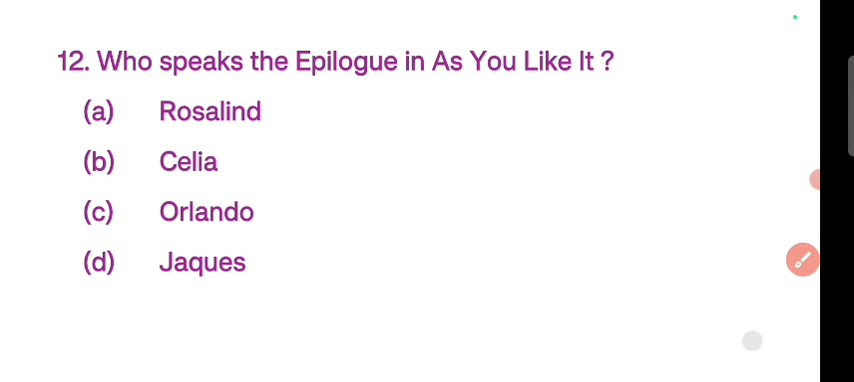 12. Who speaks the Epilogue in As You Like It ?
(a) Rosalind
(b) Celia
(c) Orlando
(d) Jaques